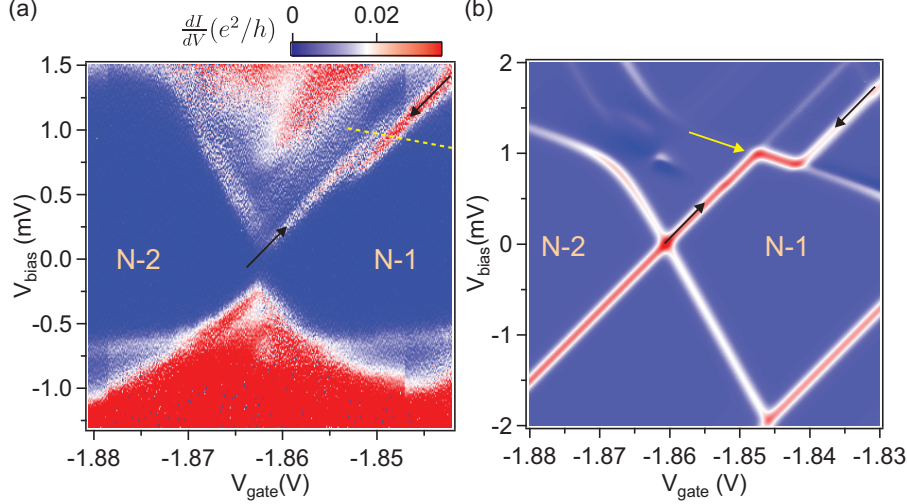 (a)
dI/dV (e²/h)
0 0.02
V_bias (mV)
1.5
1.0
0.5
0.0
-0.5
-1.0
N-2 N-1
-1.88 -1.87 -1.86 -1.85
V_gate(V)
(b)
V_bias(mV)
2
1
0
-1
-2
N-2 N-1
-1.88 -1.87 -1.86 -1.85 -1.84 -1.83
V_gate (V)